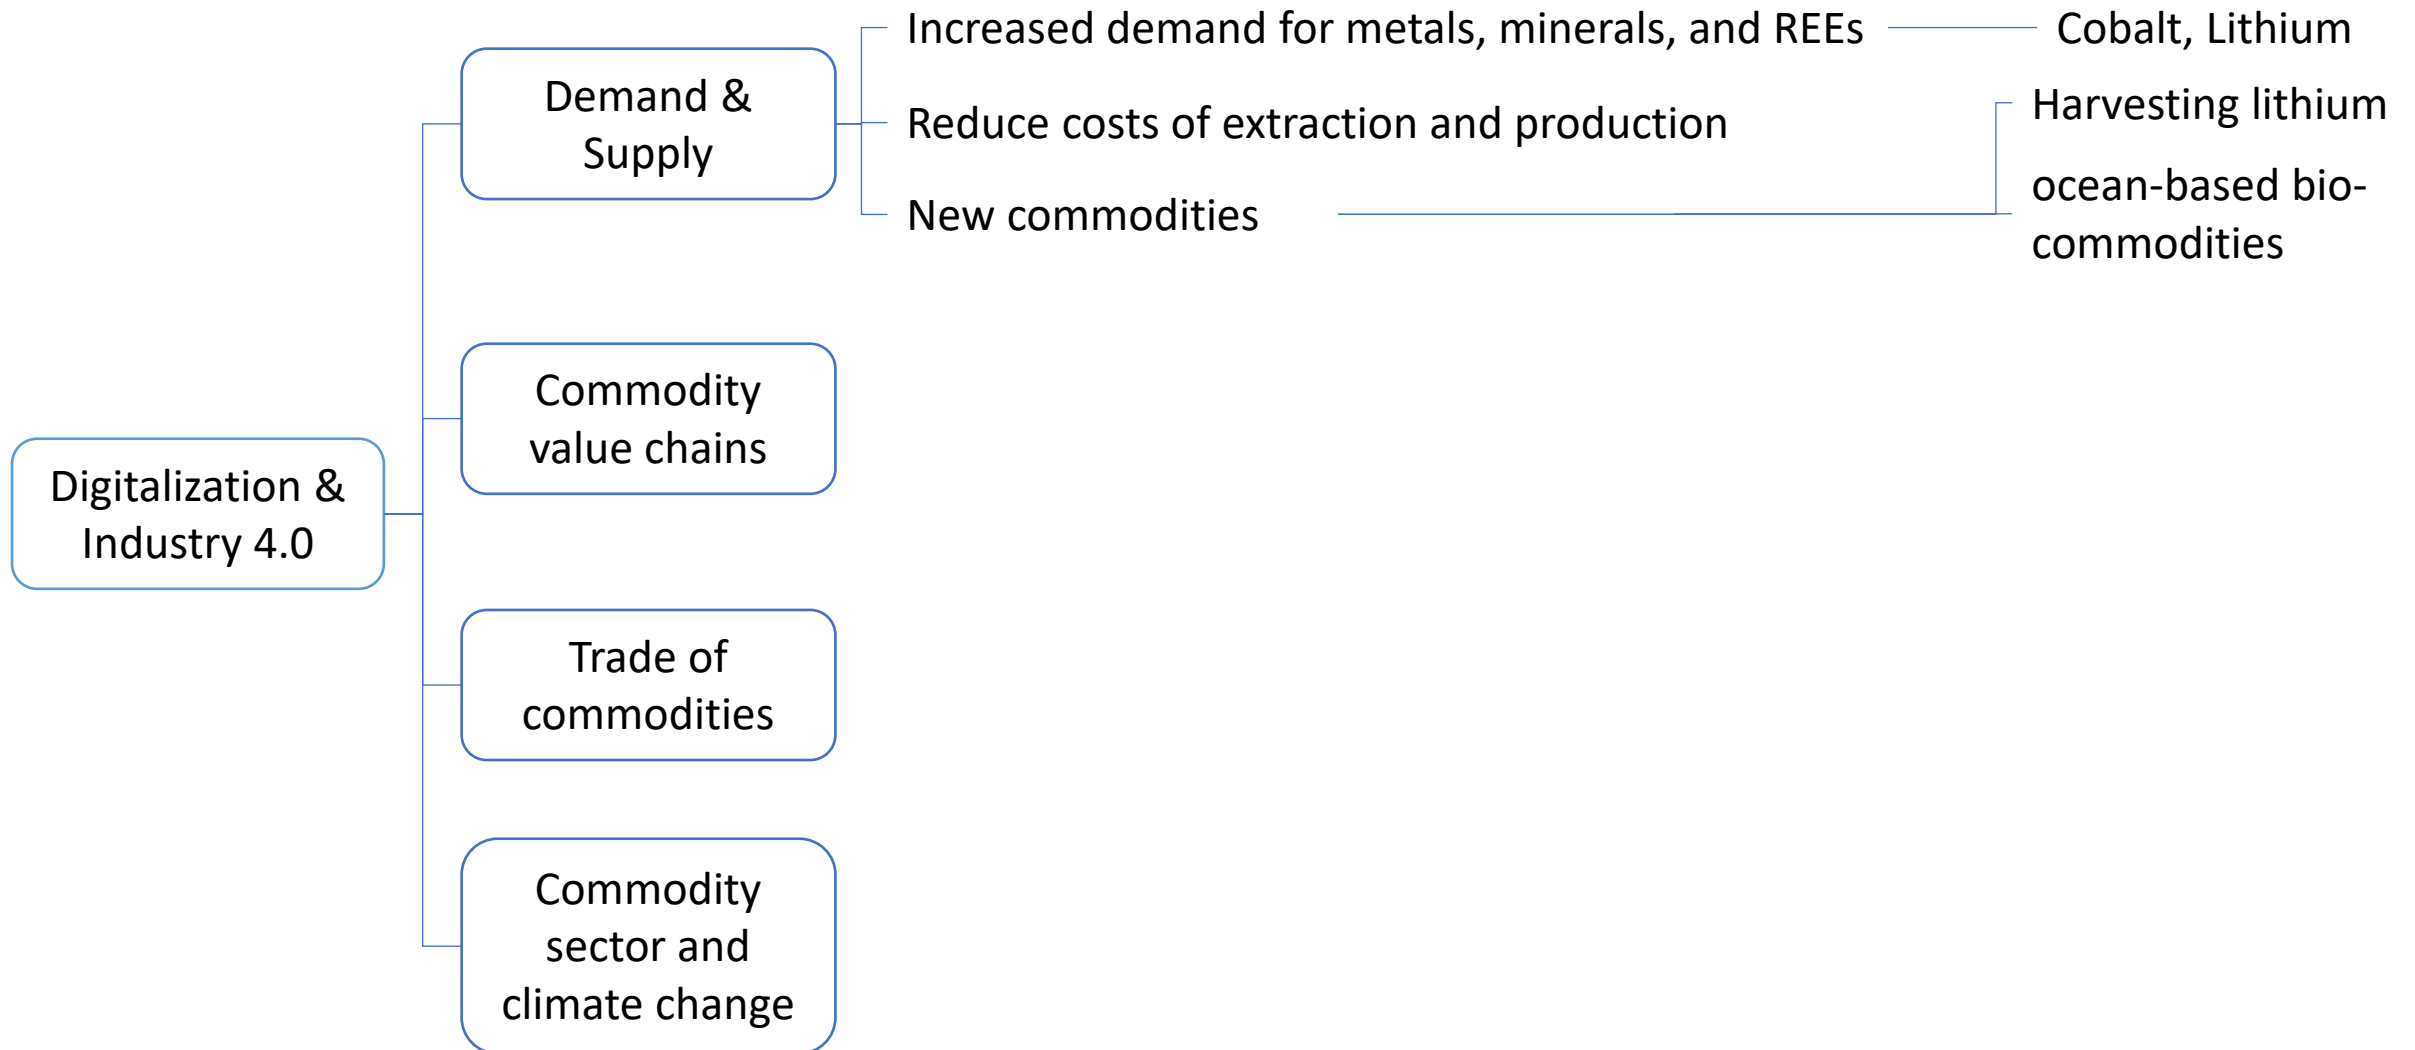 Increased demand for metals, minerals, and REEs
Cobalt, Lithium
Demand &
Supply
Reduce costs of extraction and production
Harvesting lithium
New commodities
ocean-based bio-
commodities
Commodity
value chains
Digitalization &
Industry 4.0
Trade of
commodities
Commodity
sector and
climate change